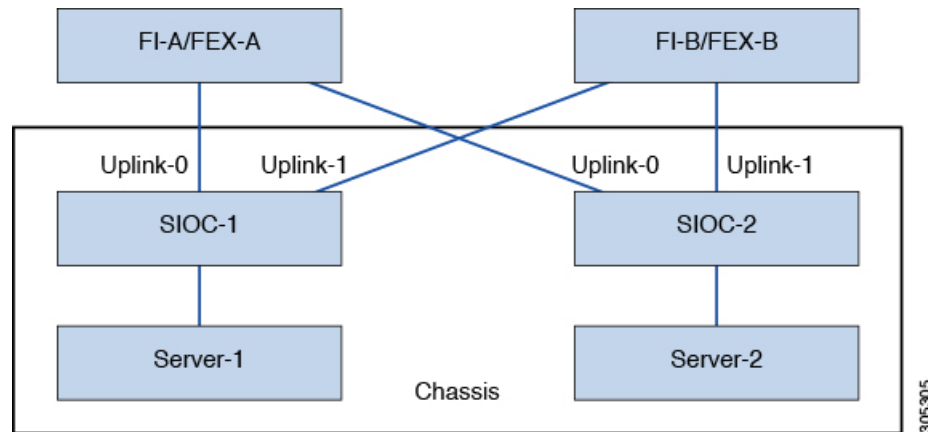 FI-A/FEX-A
FI-B/FEX-B
Uplink-0
Uplink-1
Uplink-0
Uplink-1
SIOC-1
SIOC-2
Server-1
Server-2
Chassis
305305